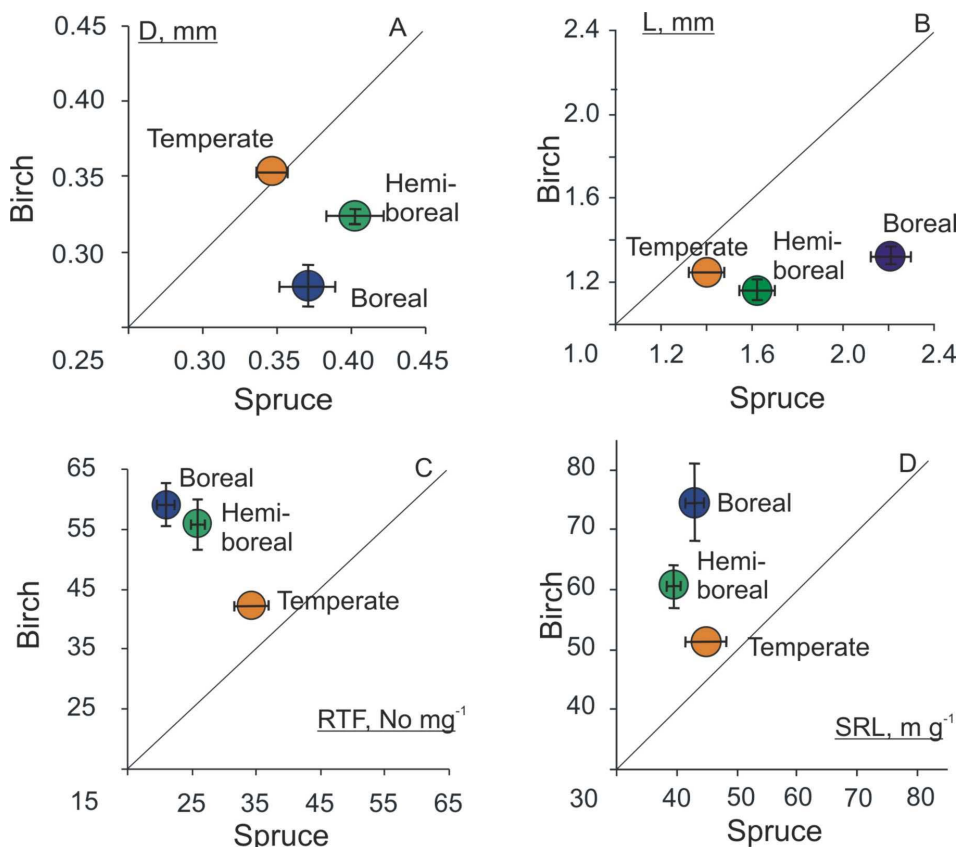 0.45
D, mm
A
0.40
Temperate
0.35
Hemi-
boreal
0.30
Boreal
Birch
0.25
0.30 0.35 0.40 0.45
Spruce
2.4
L, mm
B
2.0
1.6
Temperate
Hemi-
boreal
Boreal
1.2
Birch
1.0
1.2 1.6 2.0 2.4
Spruce
65
C
Boreal
55
Hemi-
boreal
45
Temperate
35
25
Birch
RTF, No mg⁻¹
15
25 35 45 55 65
Spruce
80
D
Boreal
70
Hemi-
boreal
60
50
Temperate
40
Birch
SRL, m g⁻¹
30
40 50 60 70 80
Spruce